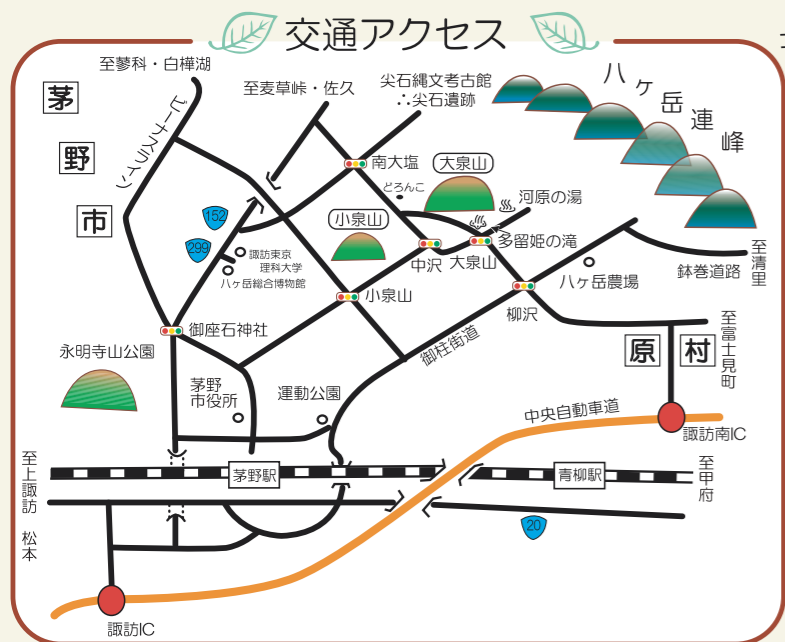 交通アクセス
至蓼科・白樺湖
至麦草峠・佐久
尖石縄文考古館
∴尖石遺跡
八ヶ岳連峰
茅野市
ビーナスライン
南大塩
大泉山
どろんこ
河原の湯
152
小泉山
299
諏訪東京
理科大学
八ヶ岳総合博物館
中沢
大泉山
多留姫の滝
八ヶ岳農場
鉢巻道路
至清里
小泉山
柳沢
御座石神社
御柱街道
原村
至富士見町
永明寺山公園
茅野
市役所
運動公園
中央自動車道
諏訪南IC
至上諏訪 松本
茅野駅
青柳駅
至甲府
20
諏訪IC